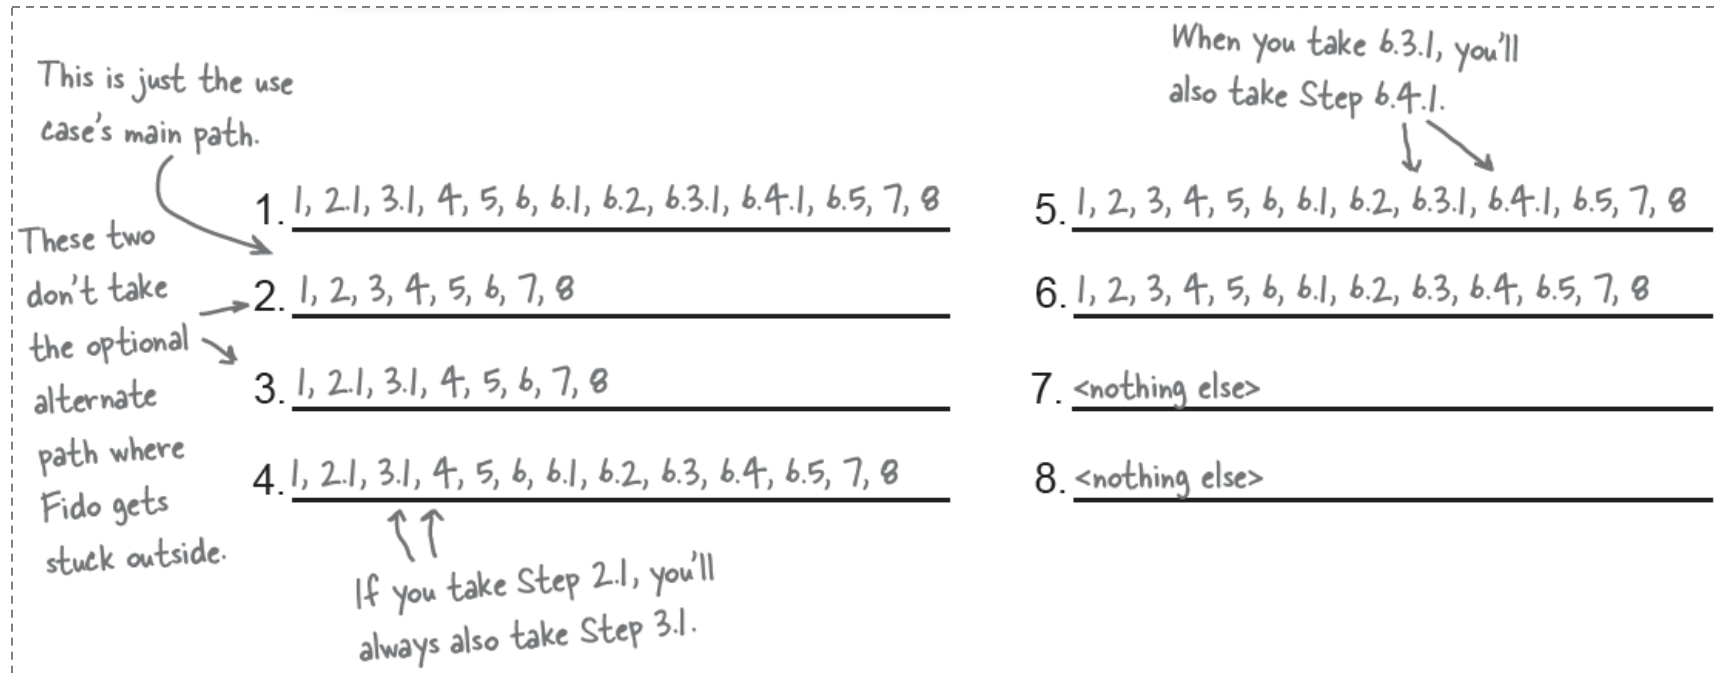 This is just the use
case's main path.
These two
don't take
the optional
alternate
path where
Fido gets
stuck outside.
1. 1, 2.1, 3.1, 4, 5, 6, 6.1, 6.2, 6.3.1, 6.4.1, 6.5, 7, 8
2. 1, 2, 3, 4, 5, 6, 7, 8
3. 1, 2.1, 3.1, 4, 5, 6, 7, 8
4. 1, 2.1, 3.1, 4, 5, 6, 6.1, 6.2, 6.3, 6.4, 6.5, 7, 8
If you take Step 2.1, you'll
always also take Step 3.1.
When you take 6.3.1, you'll
also take Step 6.4.1.
5. 1, 2, 3, 4, 5, 6, 6.1, 6.2, 6.3.1, 6.4.1, 6.5, 7, 8
6. 1, 2, 3, 4, 5, 6, 6.1, 6.2, 6.3, 6.4, 6.5, 7, 8
7. <nothing else>
8. <nothing else>